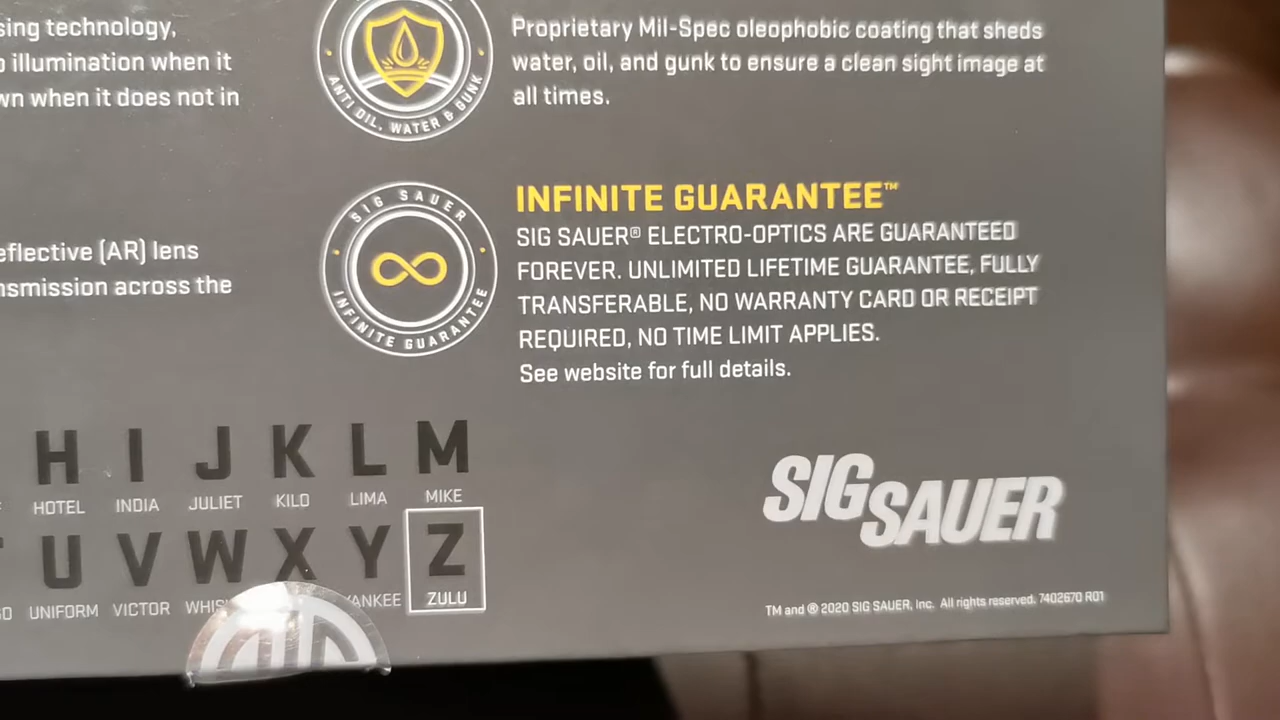 sing technology,
illumination when it
wn when it does not in
ANTI OIL, WATER & GUNK
Proprietary Mil-Spec oleophobic coating that sheds
water, oil, and gunk to ensure a clean sight image at
all times.
eflective (AR) lens
nsmission across the
SIG SAUER
INFINITE GUARANTEE
INFINITE GUARANTEE™
SIG SAUER® ELECTRO-OPTICS ARE GUARANTEED
FOREVER. UNLIMITED LIFETIME GUARANTEE, FULLY
TRANSFERABLE, NO WARRANTY CARD OR RECEIPT
REQUIRED, NO TIME LIMIT APPLIES.
See website for full details.
H I J K L M
HOTEL INDIA JULIET KILO LIMA MIKE
U V W X Y Z
UNIFORM VICTOR WHIS YANKEE ZULU
SIG SAUER
TM and ® 2020 SIG SAUER, Inc. All rights reserved. 7402670 R01